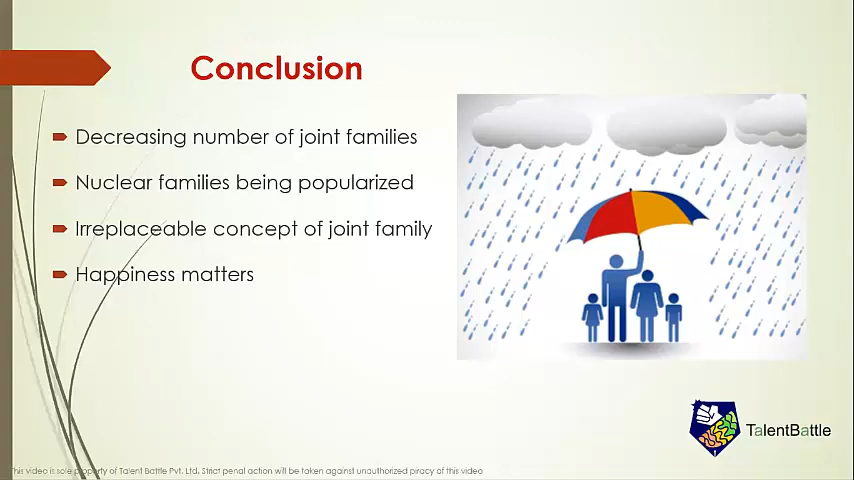 Conclusion
Decreasing number of joint families
Nuclear families being popularized
Irreplaceable concept of joint family
Happiness matters
TalentBattle
This video is sole property of Talent Battle Pvt. Ltd. Strict penal action will be taken against unauthorized piracy of this video